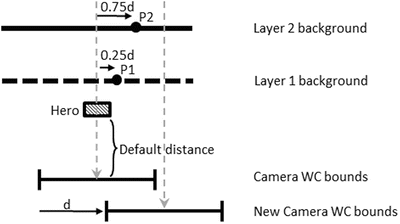 0.75d
P2
Layer 2 background
0.25d
P1
Layer 1 background
Hero
Default distance
Camera WC bounds
d
New Camera WC bounds